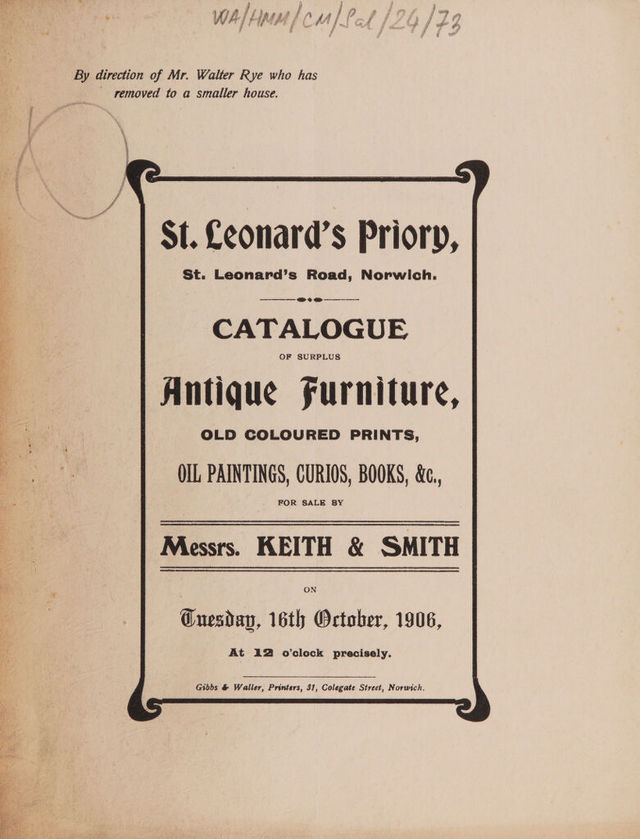 WA/HMM/CM/Sal/24/73
By direction of Mr. Walter Rye who has
removed to a smaller house.
St. Leonard's Priory,
St. Leonard's Road, Norwich.
CATALOGUE
OF SURPLUS
Antique Furniture,
OLD COLOURED PRINTS,
OIL PAINTINGS, CURIOS, BOOKS, &c.,
FOR SALE BY
Messrs. KEITH & SMITH
ON
Tuesday, 16th October, 1906,
At 12 o'clock precisely.
Gibbs & Waller, Printers, 31, Colegate Street, Norwich.